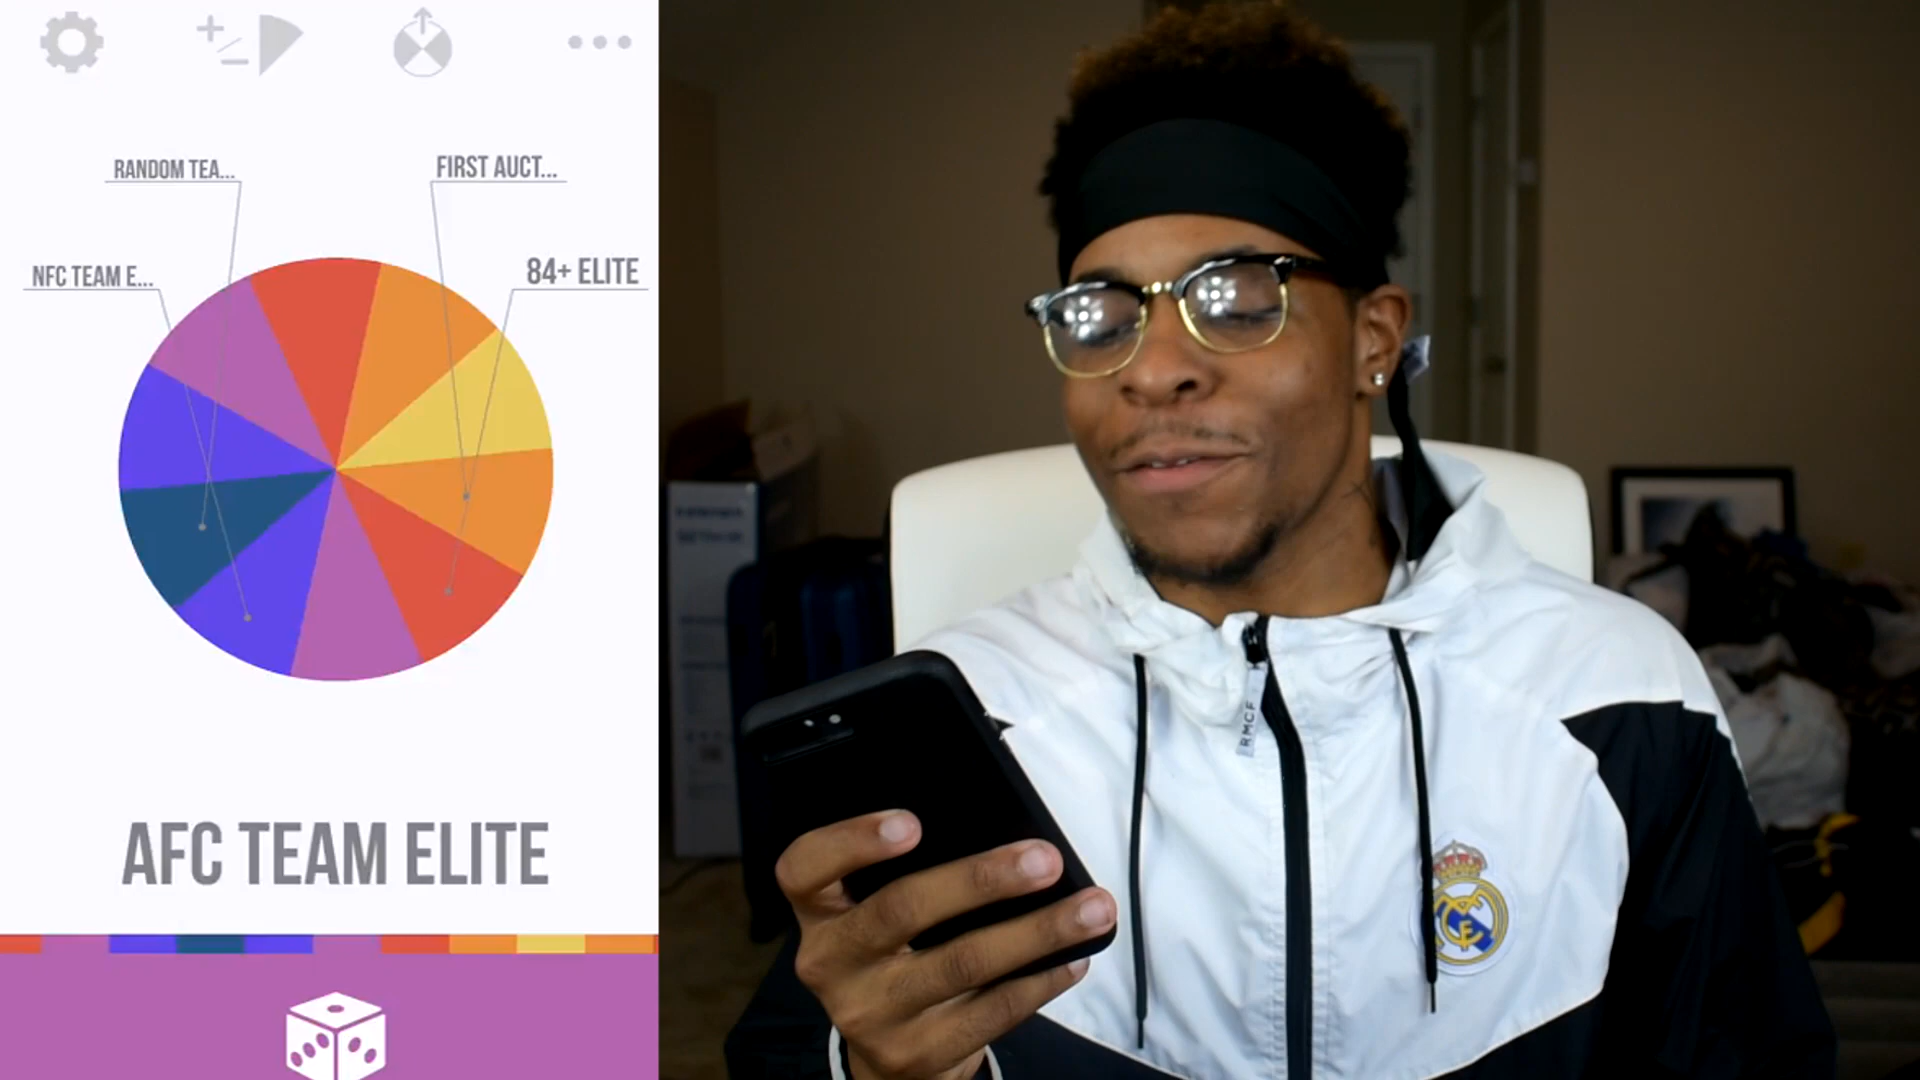 RANDOM TEA...
FIRST AUCT...
NFC TEAM E...
84+ ELITE
AFC TEAM ELITE
RMCF